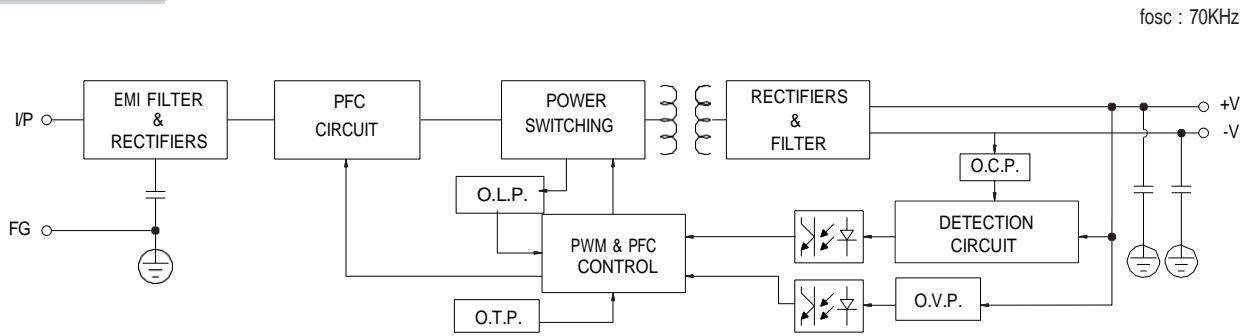 fosc : 70KHz
I/P
EMI FILTER
&
RECTIFIERS
PFC
CIRCUIT
POWER
SWITCHING
RECTIFIERS
&
FILTER
+V
-V
O.C.P.
O.L.P.
FG
PWM & PFC
CONTROL
DETECTION
CIRCUIT
O.V.P.
O.T.P.